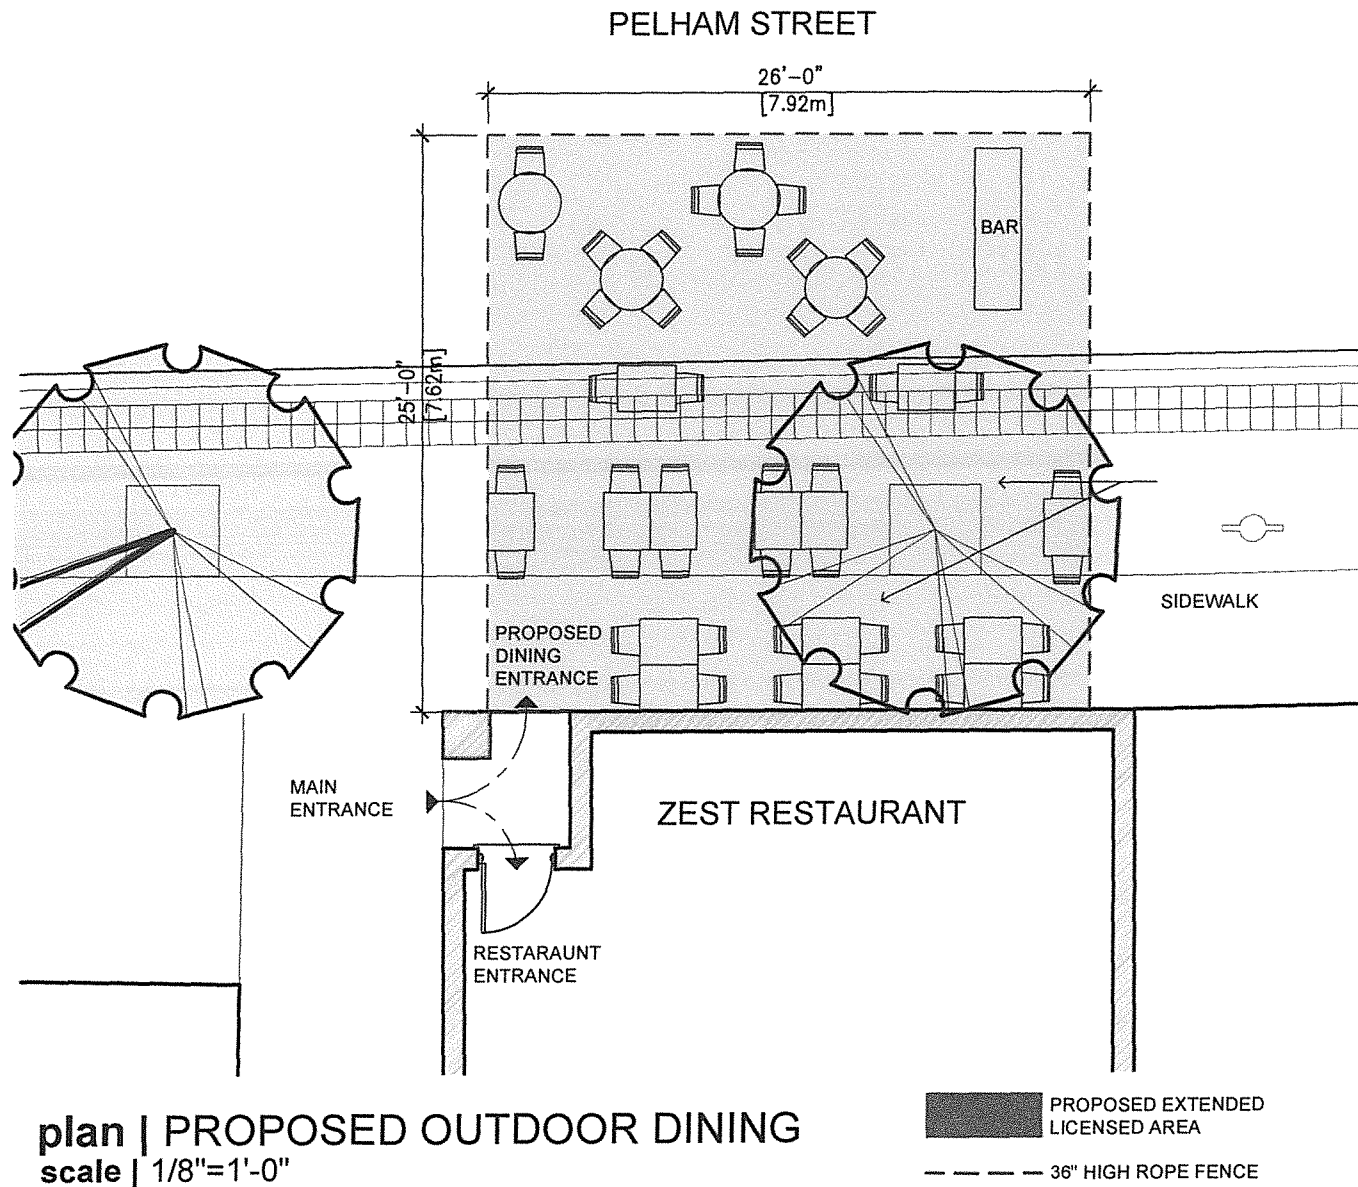 PELHAM STREET
26'-0"
[7.92m]
BAR
25'-0"
[7.62m]
SIDEWALK
PROPOSED
DINING
ENTRANCE
MAIN
ENTRANCE
ZEST RESTAURANT
RESTARAUNT
ENTRANCE
plan | PROPOSED OUTDOOR DINING
scale | 1/8"=1'-0"
PROPOSED EXTENDED
LICENSED AREA
36" HIGH ROPE FENCE